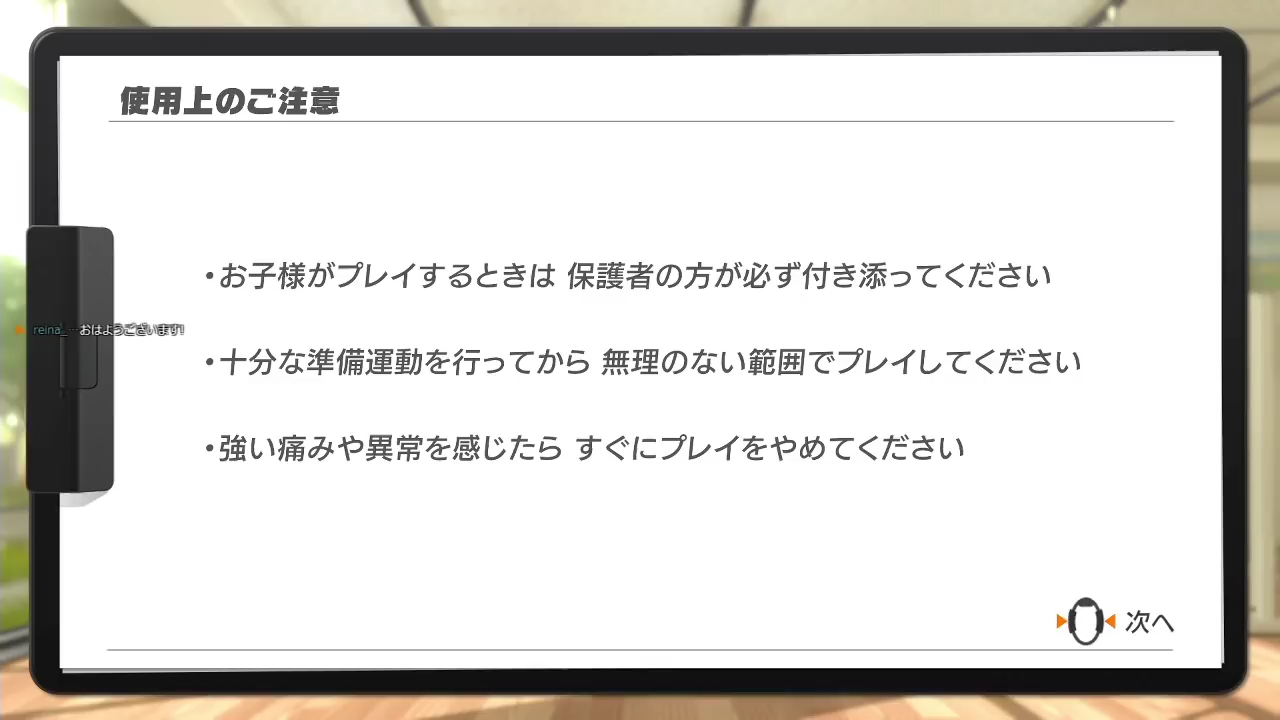 使用上のご注意
・お子様がプレイするときは 保護者の方が必ず付き添ってください
reina_…おはようございます!
・十分な準備運動を行ってから 無理のない範囲でプレイしてください
・強い痛みや異常を感じたら すぐにプレイをやめてください
次へ